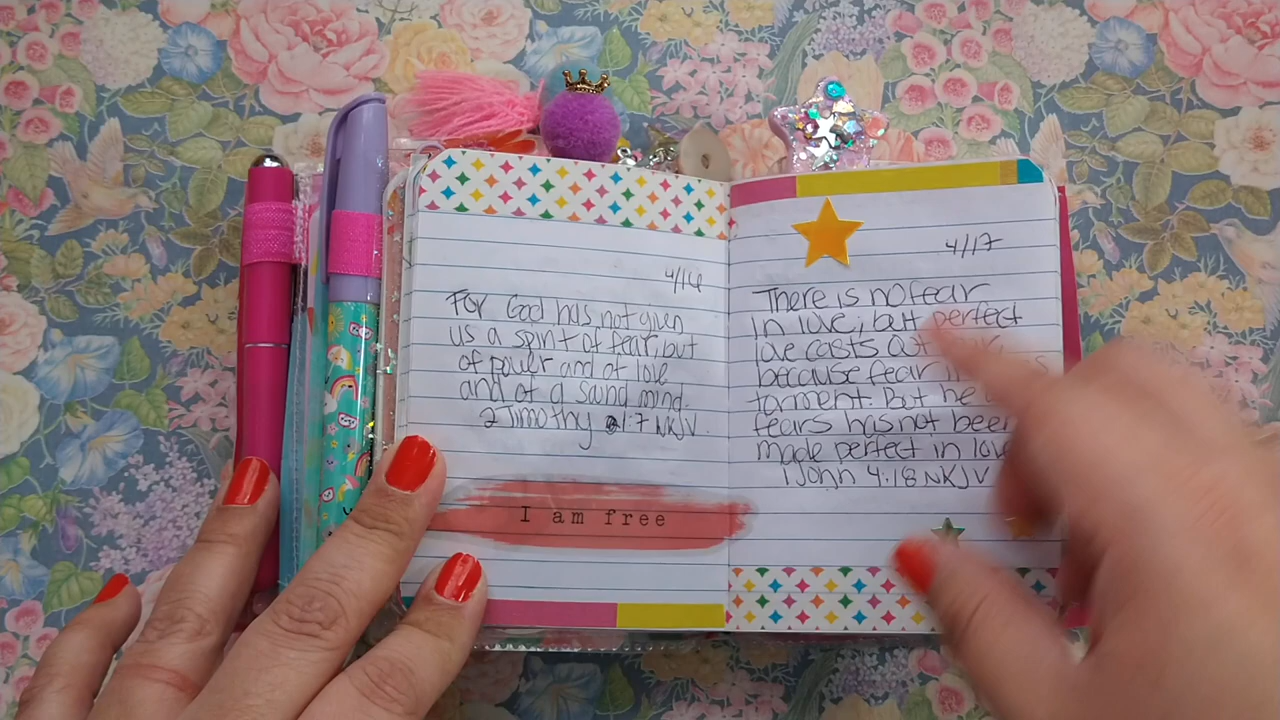 4/16
For God has not given
us a spirit of fear, but
of power and of love
and of a sound mind.
2 Timothy 1:7 NKJV
I am free
4/17
There is no fear
in love; but perfect
love casts out
because fear
torment. But he
fears has not been
made perfect in love
1 John 4:18 NKJV